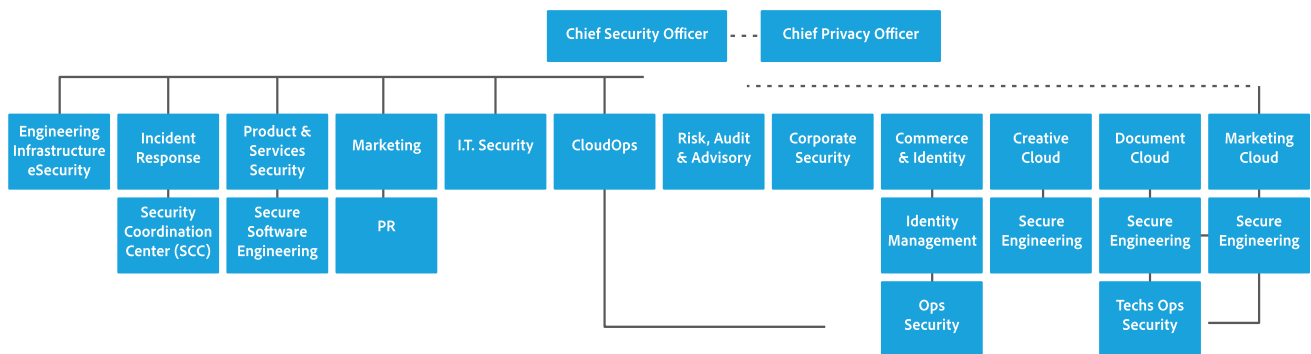 Chief Security Officer
Chief Privacy Officer
Engineering
Infrastructure
eSecurity
Incident
Response
Product &
Services
Security
Marketing
I.T. Security
CloudOps
Risk, Audit
& Advisory
Corporate
Security
Commerce
& Identity
Creative
Cloud
Document
Cloud
Marketing
Cloud
Security
Coordination
Center (SCC)
Secure
Software
Engineering
PR
Identity
Management
Secure
Engineering
Secure
Engineering
Secure
Engineering
Ops
Security
Techs Ops
Security